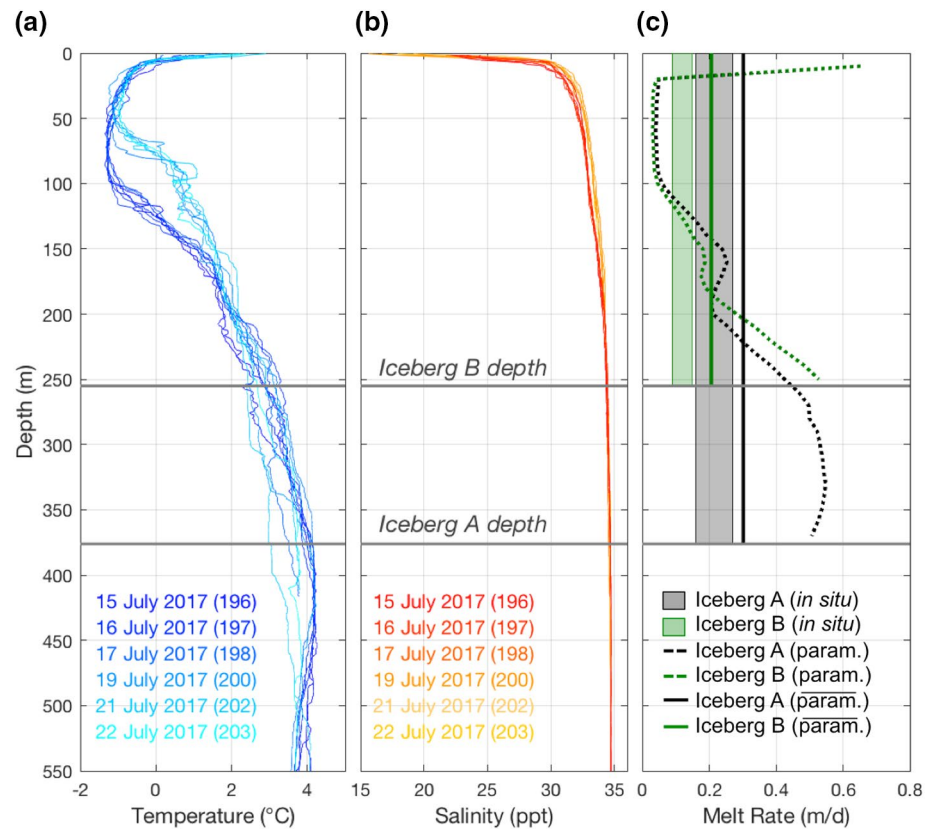 (a)
(b)
(c)
0
50
100
150
200
250
300
350
400
450
500
550
Depth (m)
-2
0
2
4
Temperature (°C)
15 July 2017 (196)
16 July 2017 (197)
17 July 2017 (198)
19 July 2017 (200)
21 July 2017 (202)
22 July 2017 (203)
Iceberg B depth
Iceberg A depth
15 July 2017 (196)
16 July 2017 (197)
17 July 2017 (198)
19 July 2017 (200)
21 July 2017 (202)
22 July 2017 (203)
15
20
25
30
35
Salinity (ppt)
Iceberg A (in situ)
Iceberg B (in situ)
Iceberg A (param.)
Iceberg B (param.)
Iceberg A (param.)
Iceberg B (param.)
0
0.2
0.4
0.6
0.8
Melt Rate (m/d)